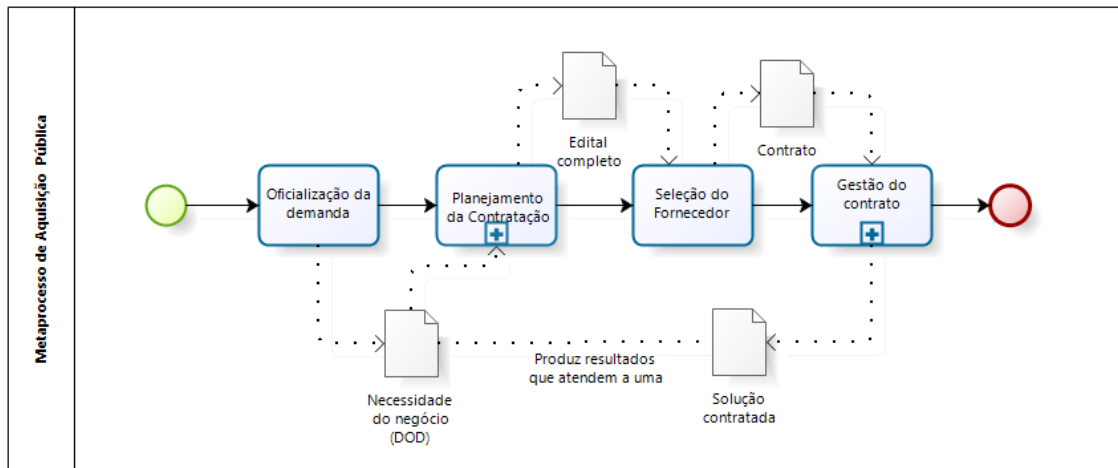 Metaprocesso de Aquisição Pública
Edital
completo
Contrato
Oficialização da
demanda
Planejamento
da Contratação
Seleção do
Fornecedor
Gestão do
contrato
Necessidade
do negócio
(DOD)
Produz resultados
que atendem a uma
Solução
contratada